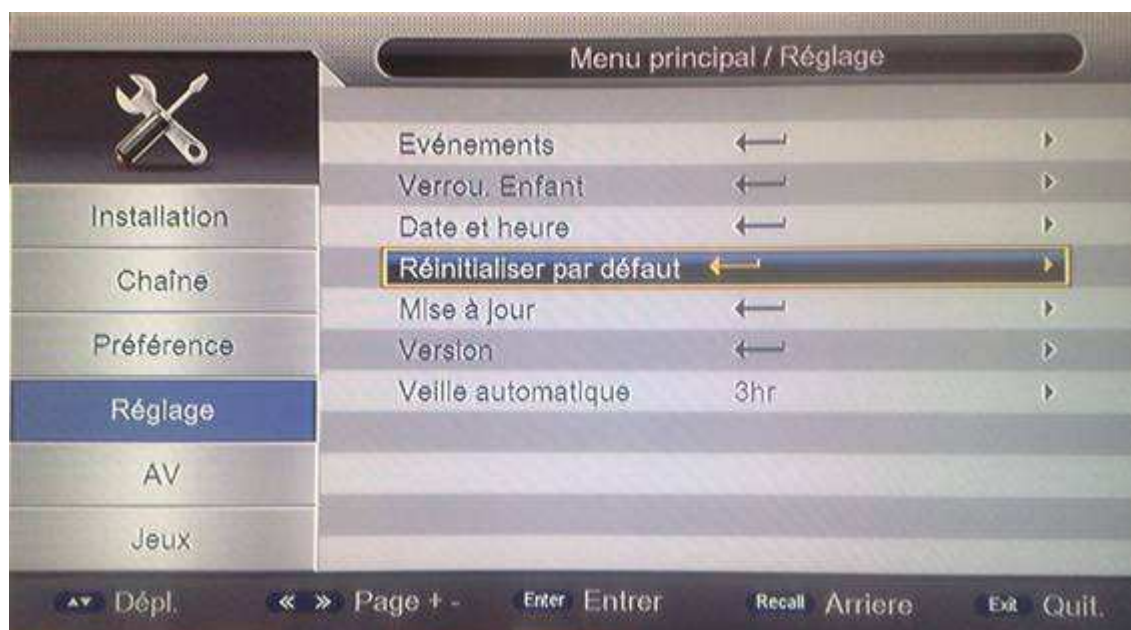 Menu principal / Réglage
Evénements
Verrou. Enfant
Date et heure
Réinitialiser par défaut
Mise à jour
Version
Veille automatique 3hr
Installation
Chaîne
Préférence
Réglage
AV
Jeux
Dépl. Page + - Enter Entrer Recall Arriere Exit Quit.